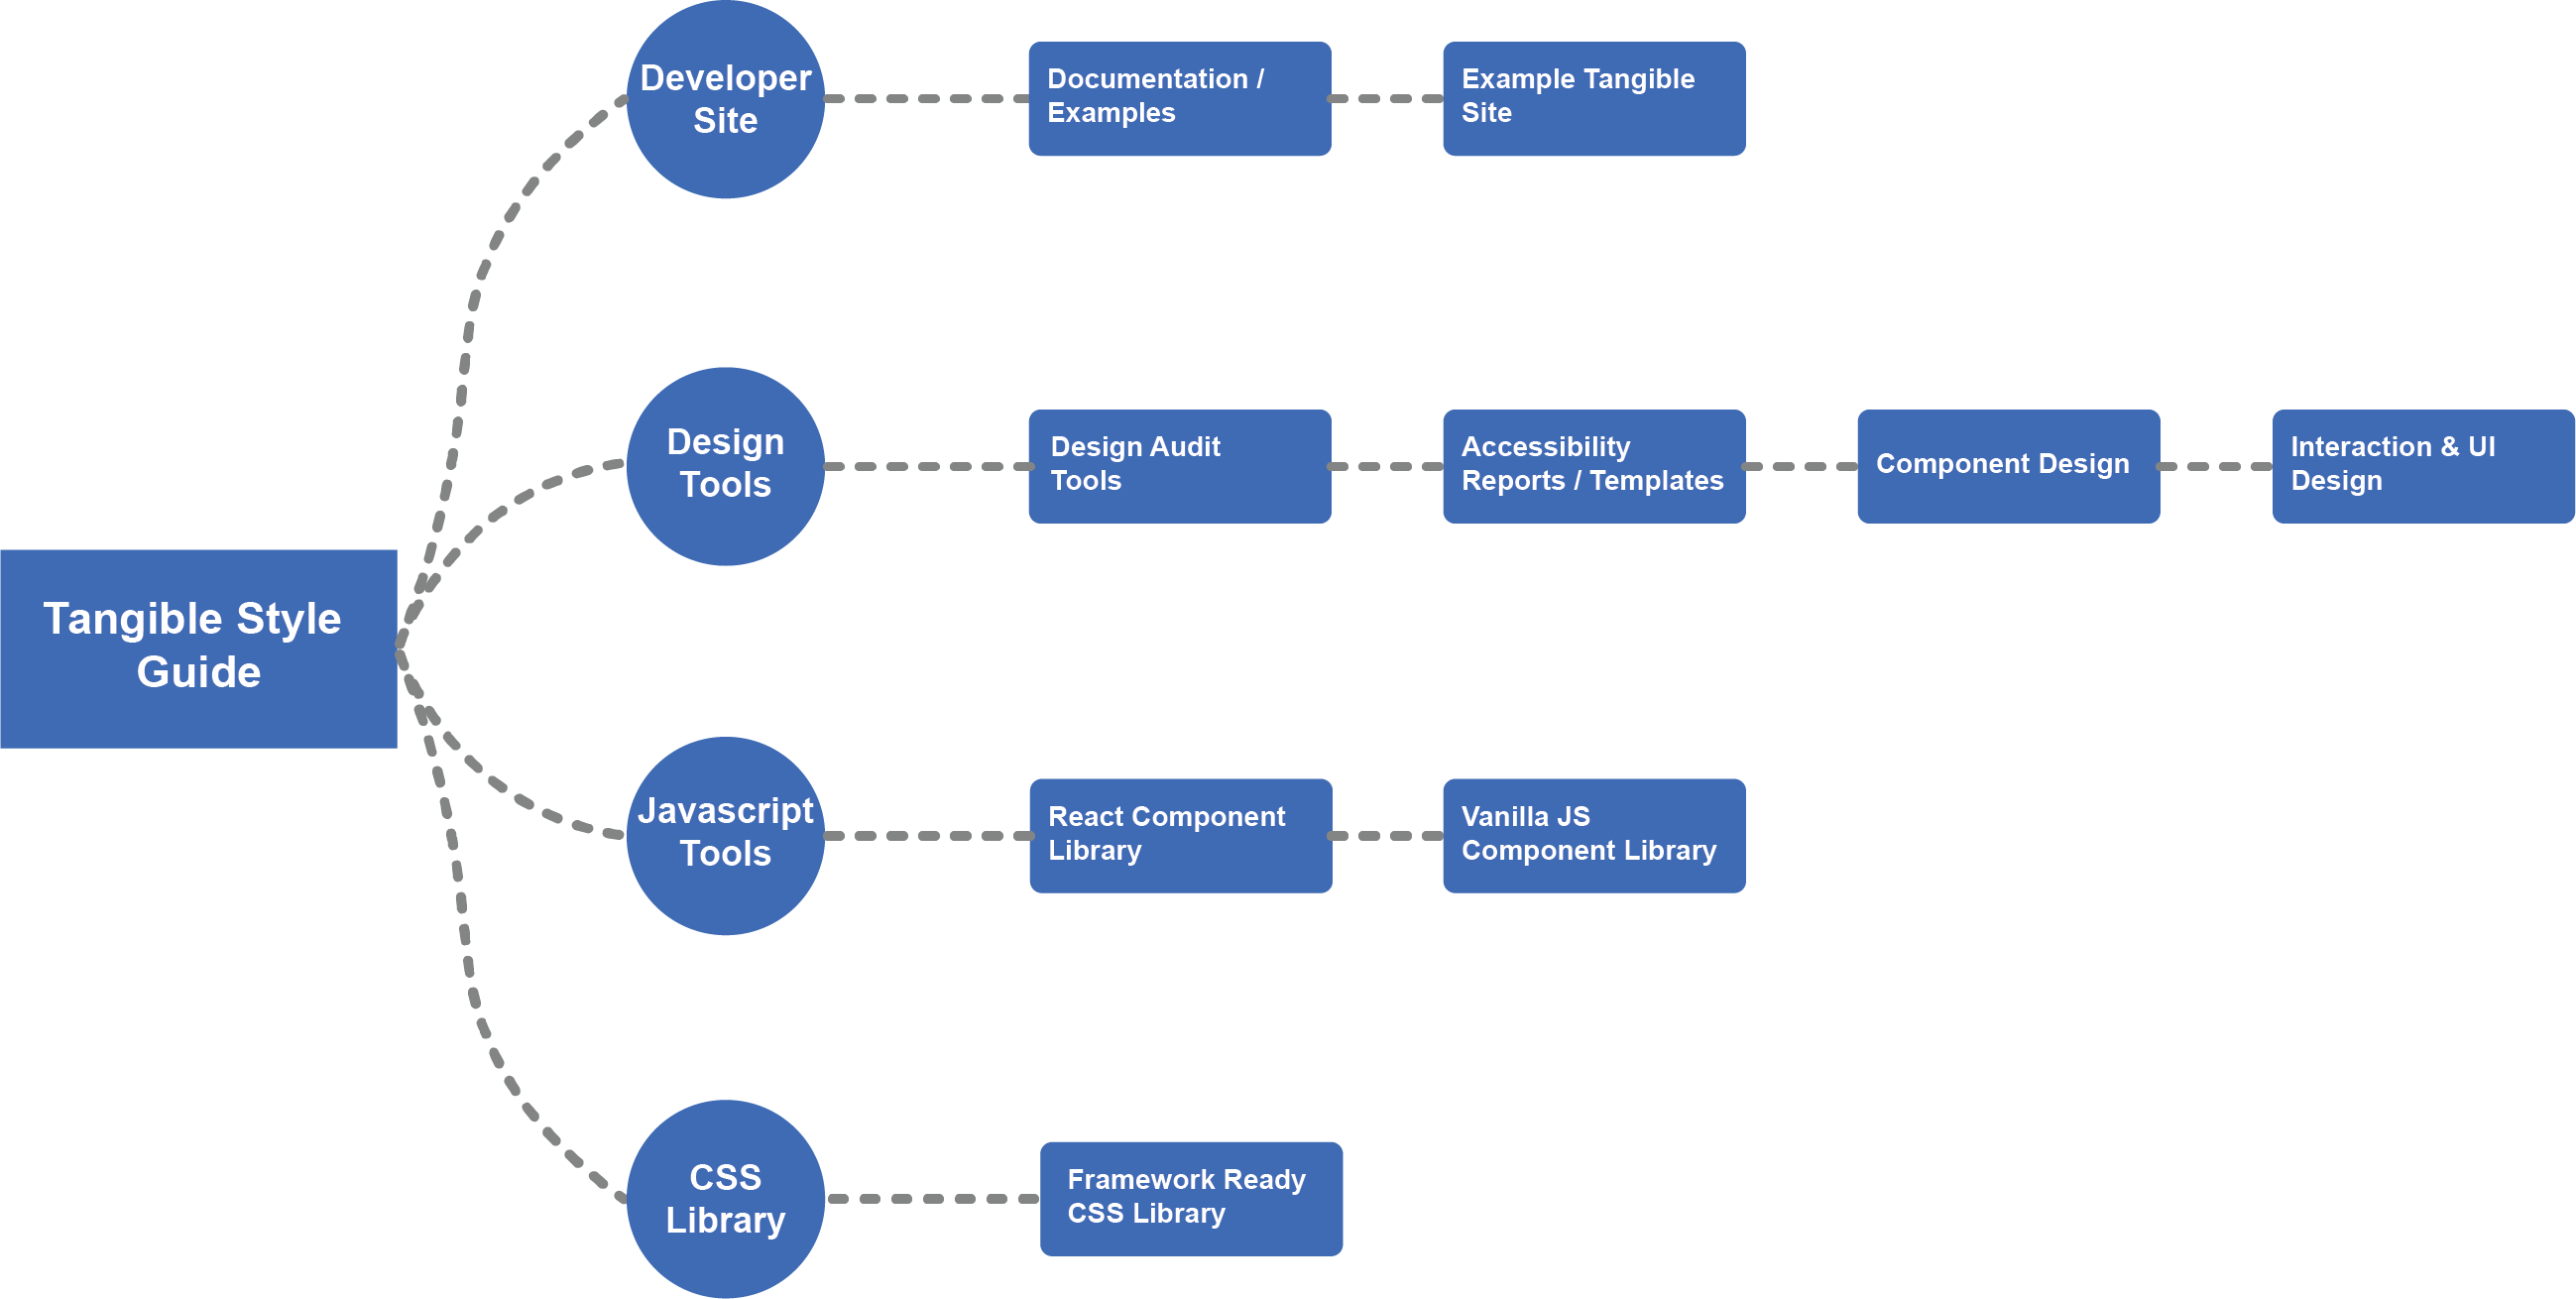 Developer
Site
Documentation /
Examples
Example Tangible
Site
Design
Tools
Design Audit
Tools
Accessibility
Reports / Templates
Component Design
Interaction & UI
Design
Tangible Style
Guide
Javascript
Tools
React Component
Library
Vanilla JS
Component Library
CSS
Library
Framework Ready
CSS Library